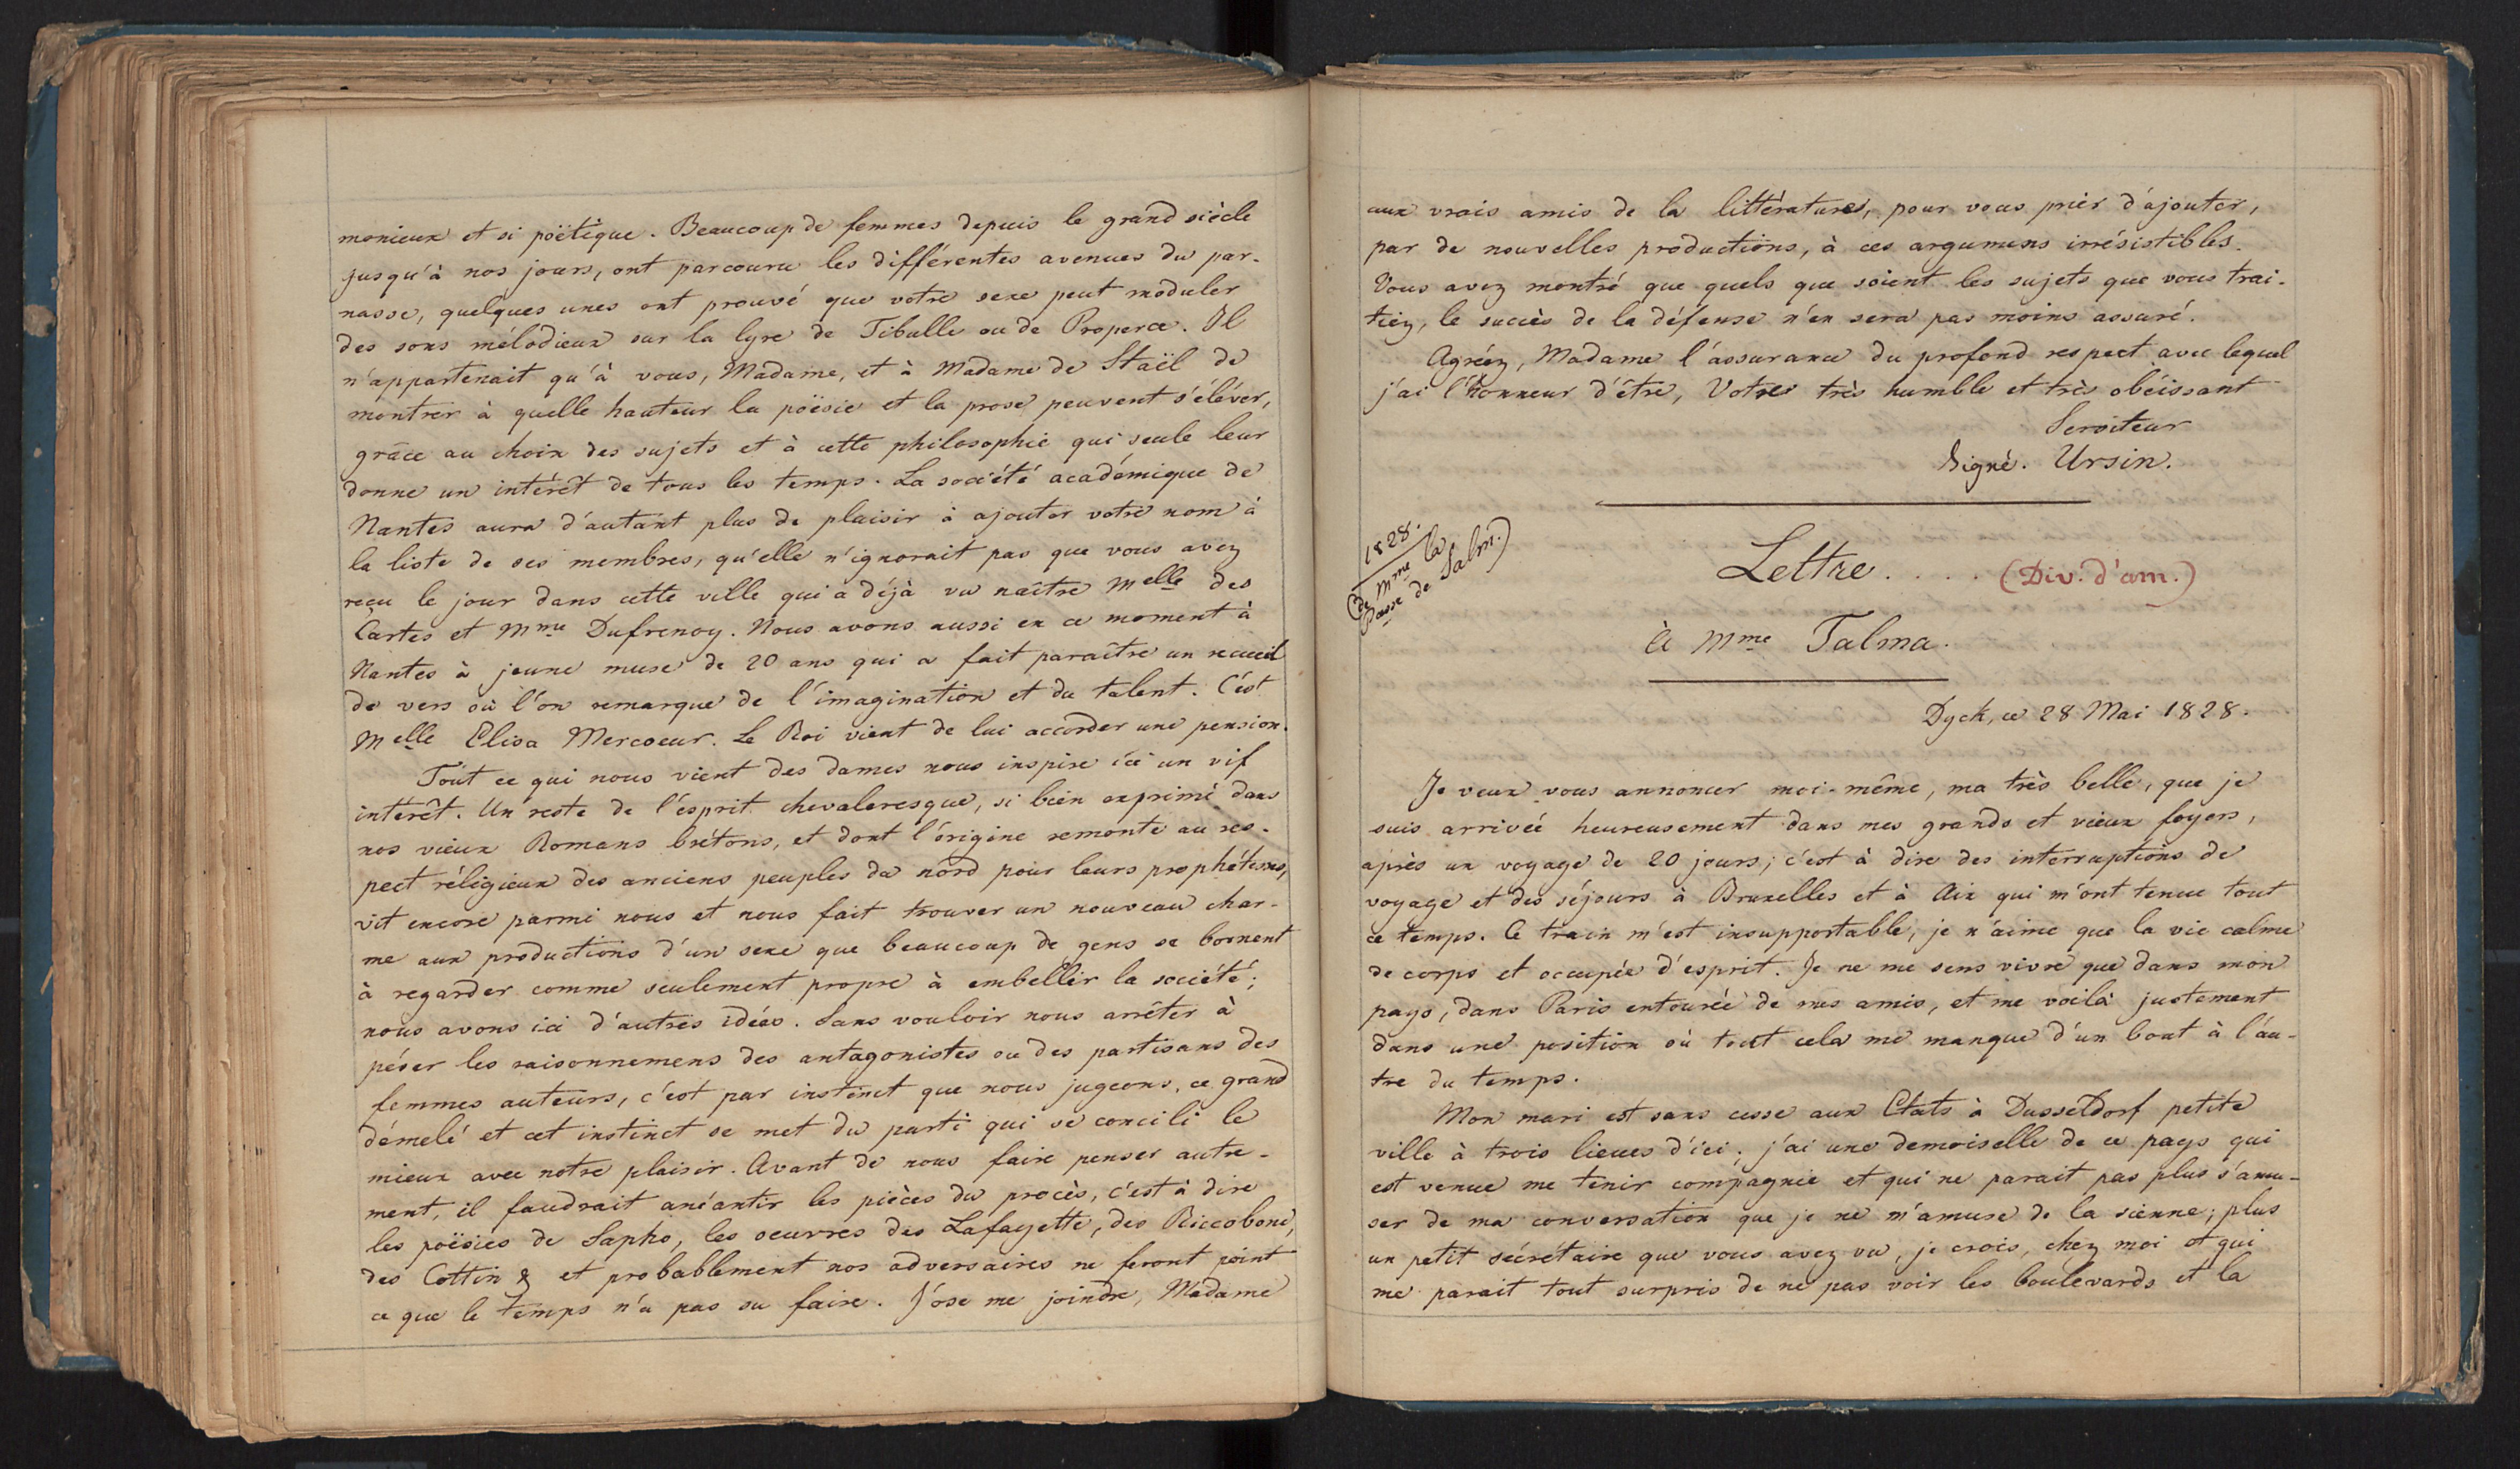 monieux et si poëtique. Beaucoup de femmes depuis le grand siècle
jusqu'à nos jours, ont parcouru les différentes avenues du par-
nasse, quelques unes ont prouvé que votre sexe peut moduler
des sons mélodieux sur la lyre de Tibulle ou de Properce. Il
n'appartenait qu'à vous, Madame, et à Madame de Staël de
montrer à quelle hauteur la poësie et la prose peuvent s'éléver,
grâce au choix des sujets et à cette philosophie qui seule leur
donne un intérêt de tous les temps. La société académique de
Nantes aura d'autant plus de plaisir à ajouter votre nom à
la liste de ses membres, qu'elle n'ignorait pas que vous avez
reçu le jour dans cette ville qui a déjà vu naître Melle des
Cartes et Mme Dufrenoy. Nous avons aussi en ce moment à
Nantes à jeune muse de 20 ans qui a fait paraître un recueil
de vers où l'on remarque de l'imagination et du talent. C'est
Melle Elisa Mercoeur. Le Roi vient de lui accorder une pension.
Tout ce qui nous vient des dames nous inspire ici un vif
intérêt. Un reste de l'esprit chevaleresque, si bien exprimé dans
nos vieux Romans brétons, et dont l'origine remonte au res-
pect réligieux des anciens peuples du nord pour leurs prophétesses,
vit encore parmi nous et nous fait trouver un nouveau char-
me aux productions d'un sexe que beaucoup de gens se bornent
à regarder comme seulement propre à embellir la société;
nous avons ici d'autres idées. Sans vouloir nous arrêter à
péser les raisonnemens des antagonistes ou des partisans des
femmes auteurs, c'est par instinct que nous jugeons, ce grand
démelé et cet instinct se met du parti qui se concili le
mieux avec notre plaisir. Avant de nous faire penser autre-
ment, il faudrait anéantir les pièces du procès, c'est à dire
les poësies de Sapho, les oeuvres des Lafayette, des Riccoboni,
des Cottin & et probablement nos adversaires ne feront point
ce que le temps n'a pas su faire. J'ose me joindre, Madame
aux vrais amis de la littérature, pour vous prier d'ajouter,
par de nouvelles productions, à ces argumens irrésistibles.
Vous avez montré que quels que soient les sujets que vous trai-
tiez, le succès de la défense n'en sera pas moins assuré.
Agréez, Madame l'assurance du profond respect avec lequel
j'ai l'honneur d'être, Votre très humble et très obéissant
Serviteur
Signé. Ursin.
1828.
(de Mme la
Psse de Salm.)
Lettre. . . . . (Div. d'am.)
à Mme Talma.
Dyck, ce 28 Mai 1828.
Je veux vous annoncer moi-même, ma très belle, que je
suis arrivée heureusement dans mes grands et vieux foyers,
après un voyage de 20 jours; c'est à dire des interruptions de
voyage et des séjours à Bruxelles et à Aix qui m'ont tenue tout
ce temps. Ce train m'est insupportable, je n'aime que la vie calme
de corps et occupée d'esprit. Je ne me sens vivre que dans mon
pays, dans Paris entourée de mes amis, et me voilà justement
dans une position où tout cela me manque d'un bout à l'au-
tre du temps.
Mon mari est sans cesse aux Etats à Dusseldorf petite
ville à trois lieues d'ici; j'ai une demoiselle de ce pays qui
est venue me tenir compagnie et qui ne parait pas plus s'amu-
ser de ma conversation que je ne m'amuse de la sienne; plus
un petit sécrétaire que vous avez vu, je crois, chez moi et qui
me parait tout surpris de ne pas voir les boulevards et la